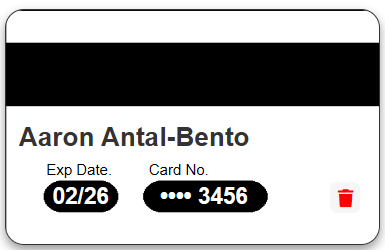 Aaron Antal-Bento
Exp Date. Card No.
02/26 •••• 3456